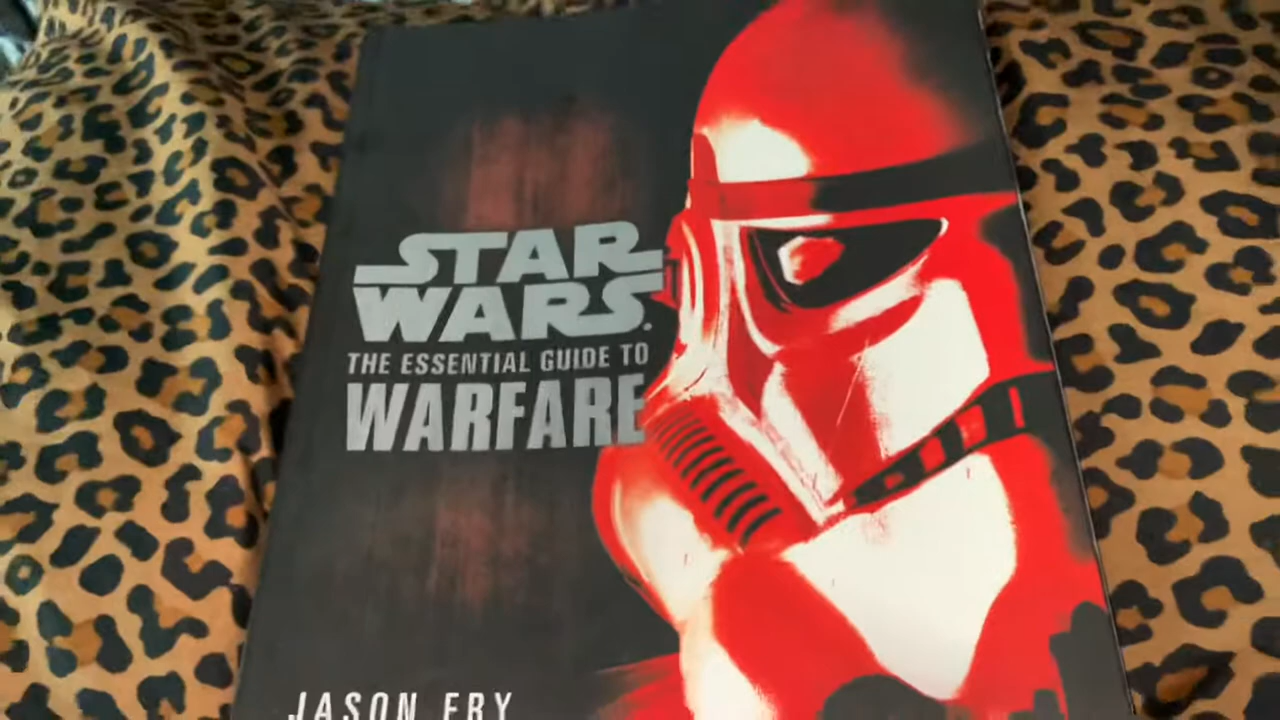 STAR
WARS.
THE ESSENTIAL GUIDE TO
WARFARE
JASON FRY